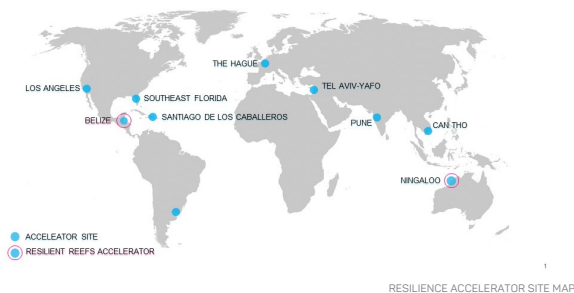 THE HAGUE
LOS ANGELES
TEL AVIV-YAFO
SOUTHEAST FLORIDA
BELIZE
SANTIAGO DE LOS CABALLEROS
PUNE
CAN THO
NINGALOO
ACCELEATOR SITE
RESILIENT REEFS ACCELERATOR
1
RESILIENCE ACCELERATOR SITE MAP